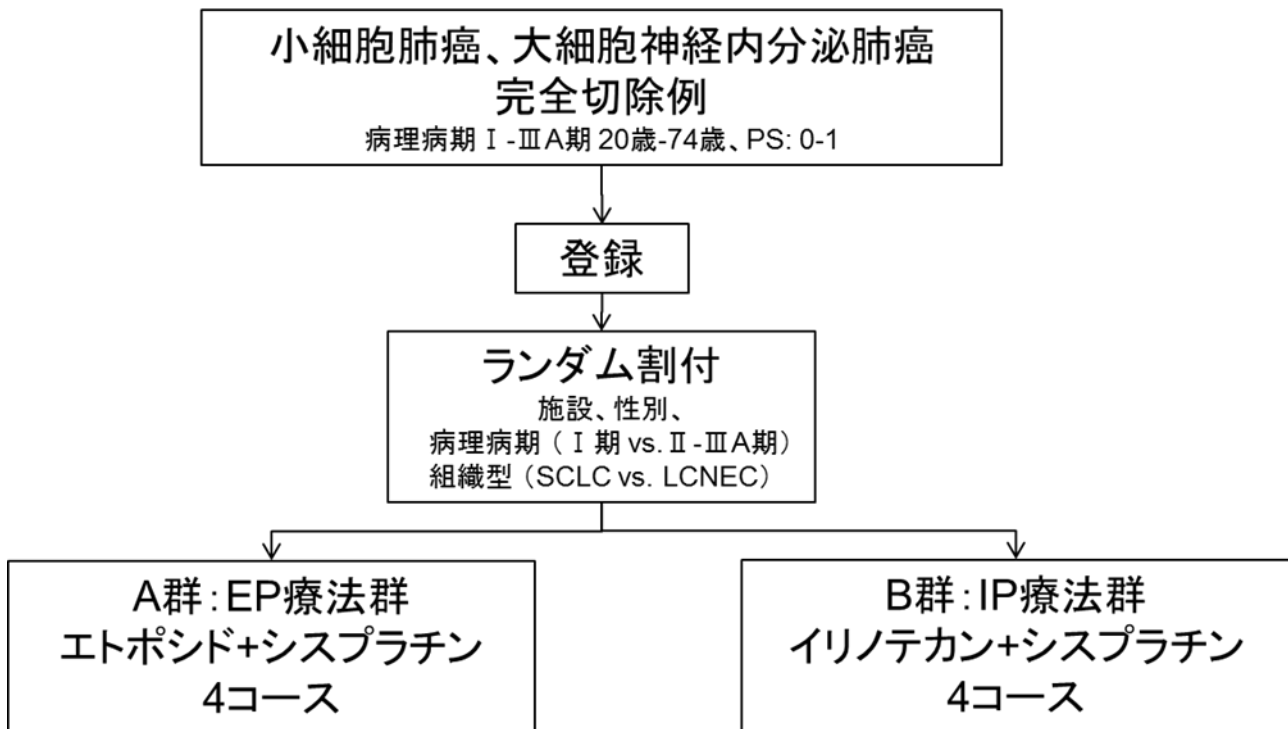 小細胞肺癌、大細胞神経内分泌肺癌
完全切除例
病理病期Ⅰ-ⅢA期 20歳-74歳、PS: 0-1
登録
ランダム割付
施設、性別、
病理病期（Ⅰ期 vs. Ⅱ-ⅢA期）
組織型（SCLC vs. LCNEC）
A群：EP療法群
エトポシド+シスプラチン
4コース
B群：IP療法群
イリノテカン+シスプラチン
4コース